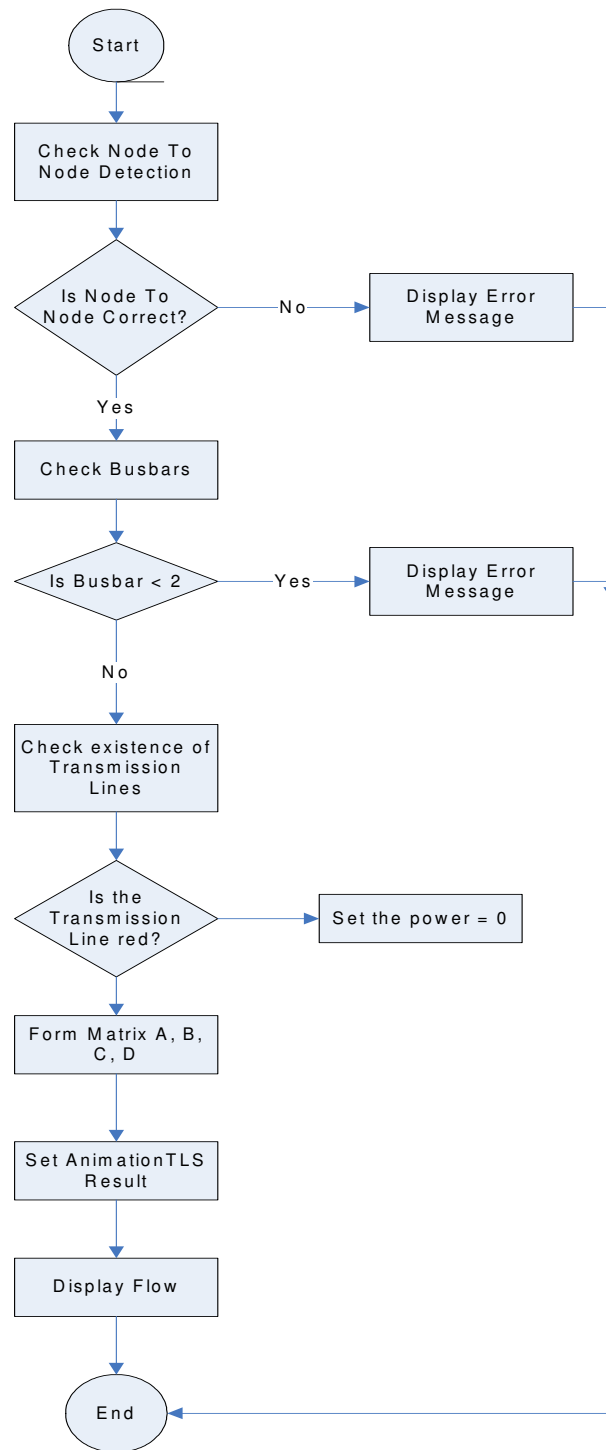 Start
Check Node To
Node Detection
Is Node To
Node Correct?
No
Display Error
Message
Yes
Check Busbars
Is Busbar < 2
Yes
Display Error
Message
No
Check existence of
Transmission
Lines
Is the
Transmission
Line red?
Set the power = 0
Form Matrix A, B,
C, D
Set AnimationTLS
Result
Display Flow
End